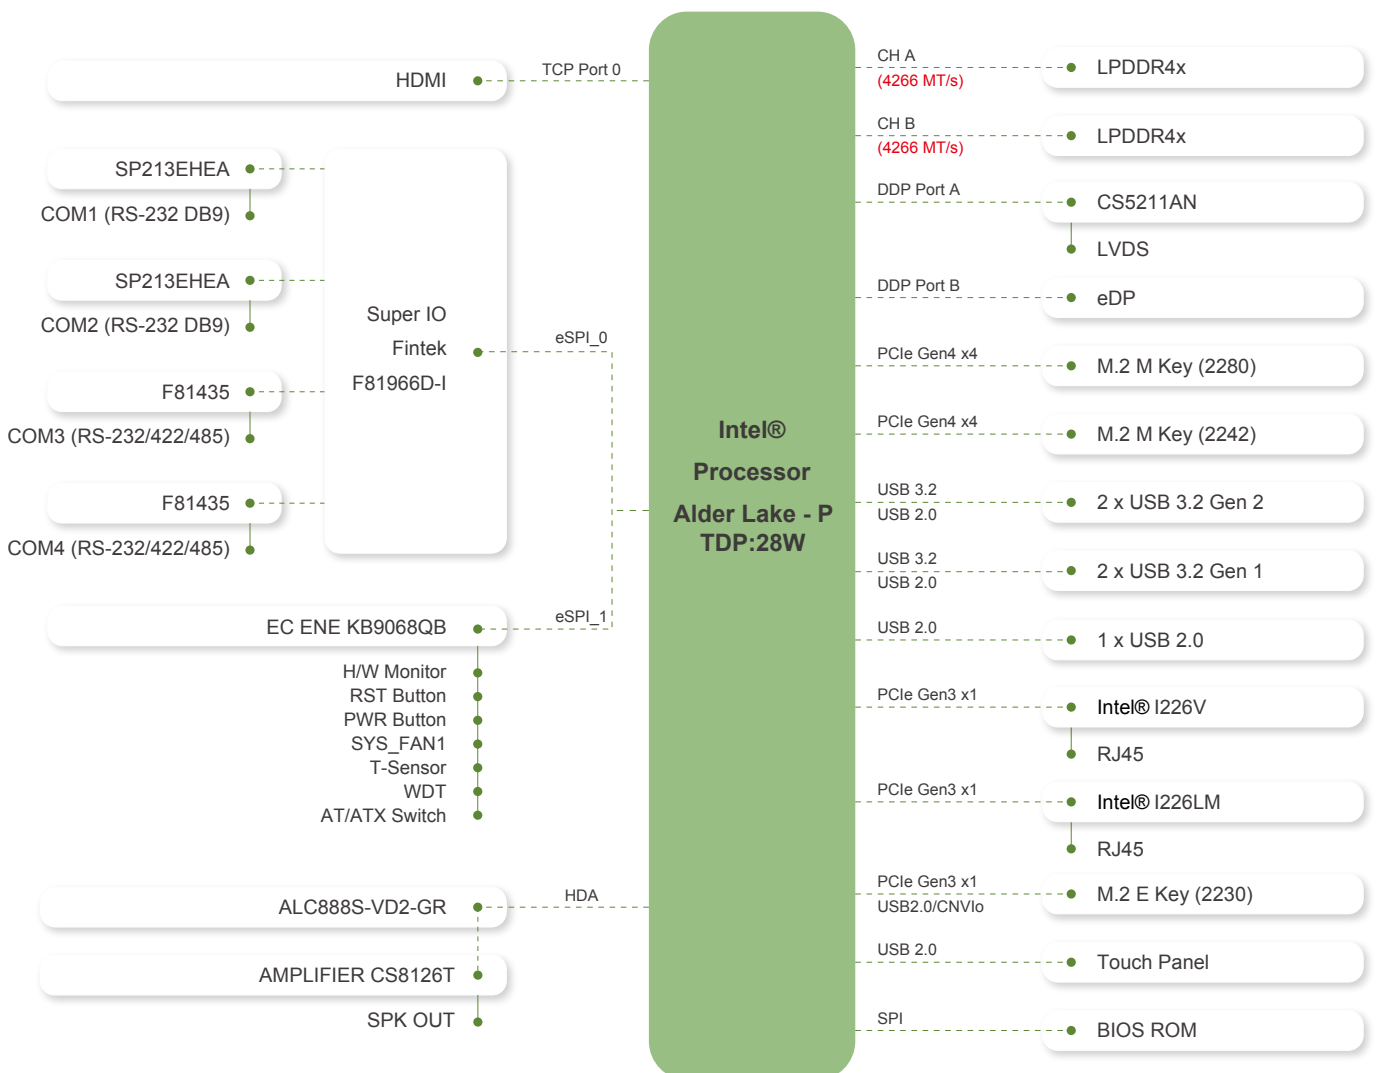 HDMI
TCP Port 0
SP213EHEA
COM1 (RS-232 DB9)
SP213EHEA
COM2 (RS-232 DB9)
F81435
COM3 (RS-232/422/485)
F81435
COM4 (RS-232/422/485)
Super IO
Fintek
F81966D-I
eSPI_0
eSPI_1
EC ENE KB9068QB
H/W Monitor
RST Button
PWR Button
SYS_FAN1
T-Sensor
WDT
AT/ATX Switch
ALC888S-VD2-GR
HDA
AMPLIFIER CS8126T
SPK OUT
Intel®
Processor
Alder Lake - P
TDP:28W
CH A
(4266 MT/s)
LPDDR4x
CH B
(4266 MT/s)
LPDDR4x
DDP Port A
CS5211AN
LVDS
DDP Port B
eDP
PCIe Gen4 x4
M.2 M Key (2280)
PCIe Gen4 x4
M.2 M Key (2242)
USB 3.2
USB 2.0
2 x USB 3.2 Gen 2
USB 3.2
USB 2.0
2 x USB 3.2 Gen 1
USB 2.0
1 x USB 2.0
PCIe Gen3 x1
Intel® I226V
RJ45
PCIe Gen3 x1
Intel® I226LM
RJ45
PCIe Gen3 x1
USB2.0/CNVIo
M.2 E Key (2230)
USB 2.0
Touch Panel
SPI
BIOS ROM